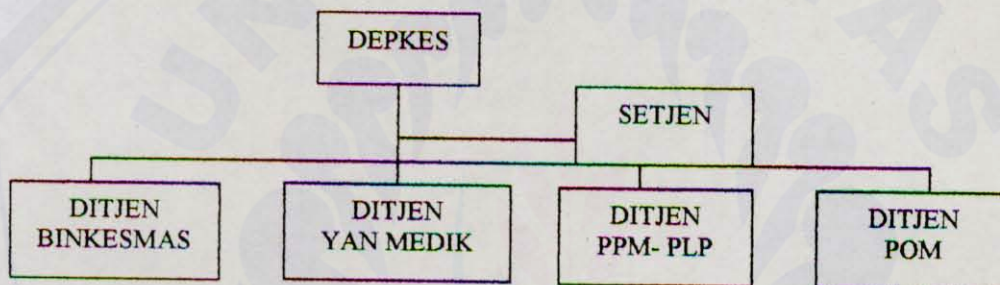 DEPKES
SETJEN
DITJEN
BINKESMAS
DITJEN
YAN MEDIK
DITJEN
PPM- PLP
DITJEN
POM